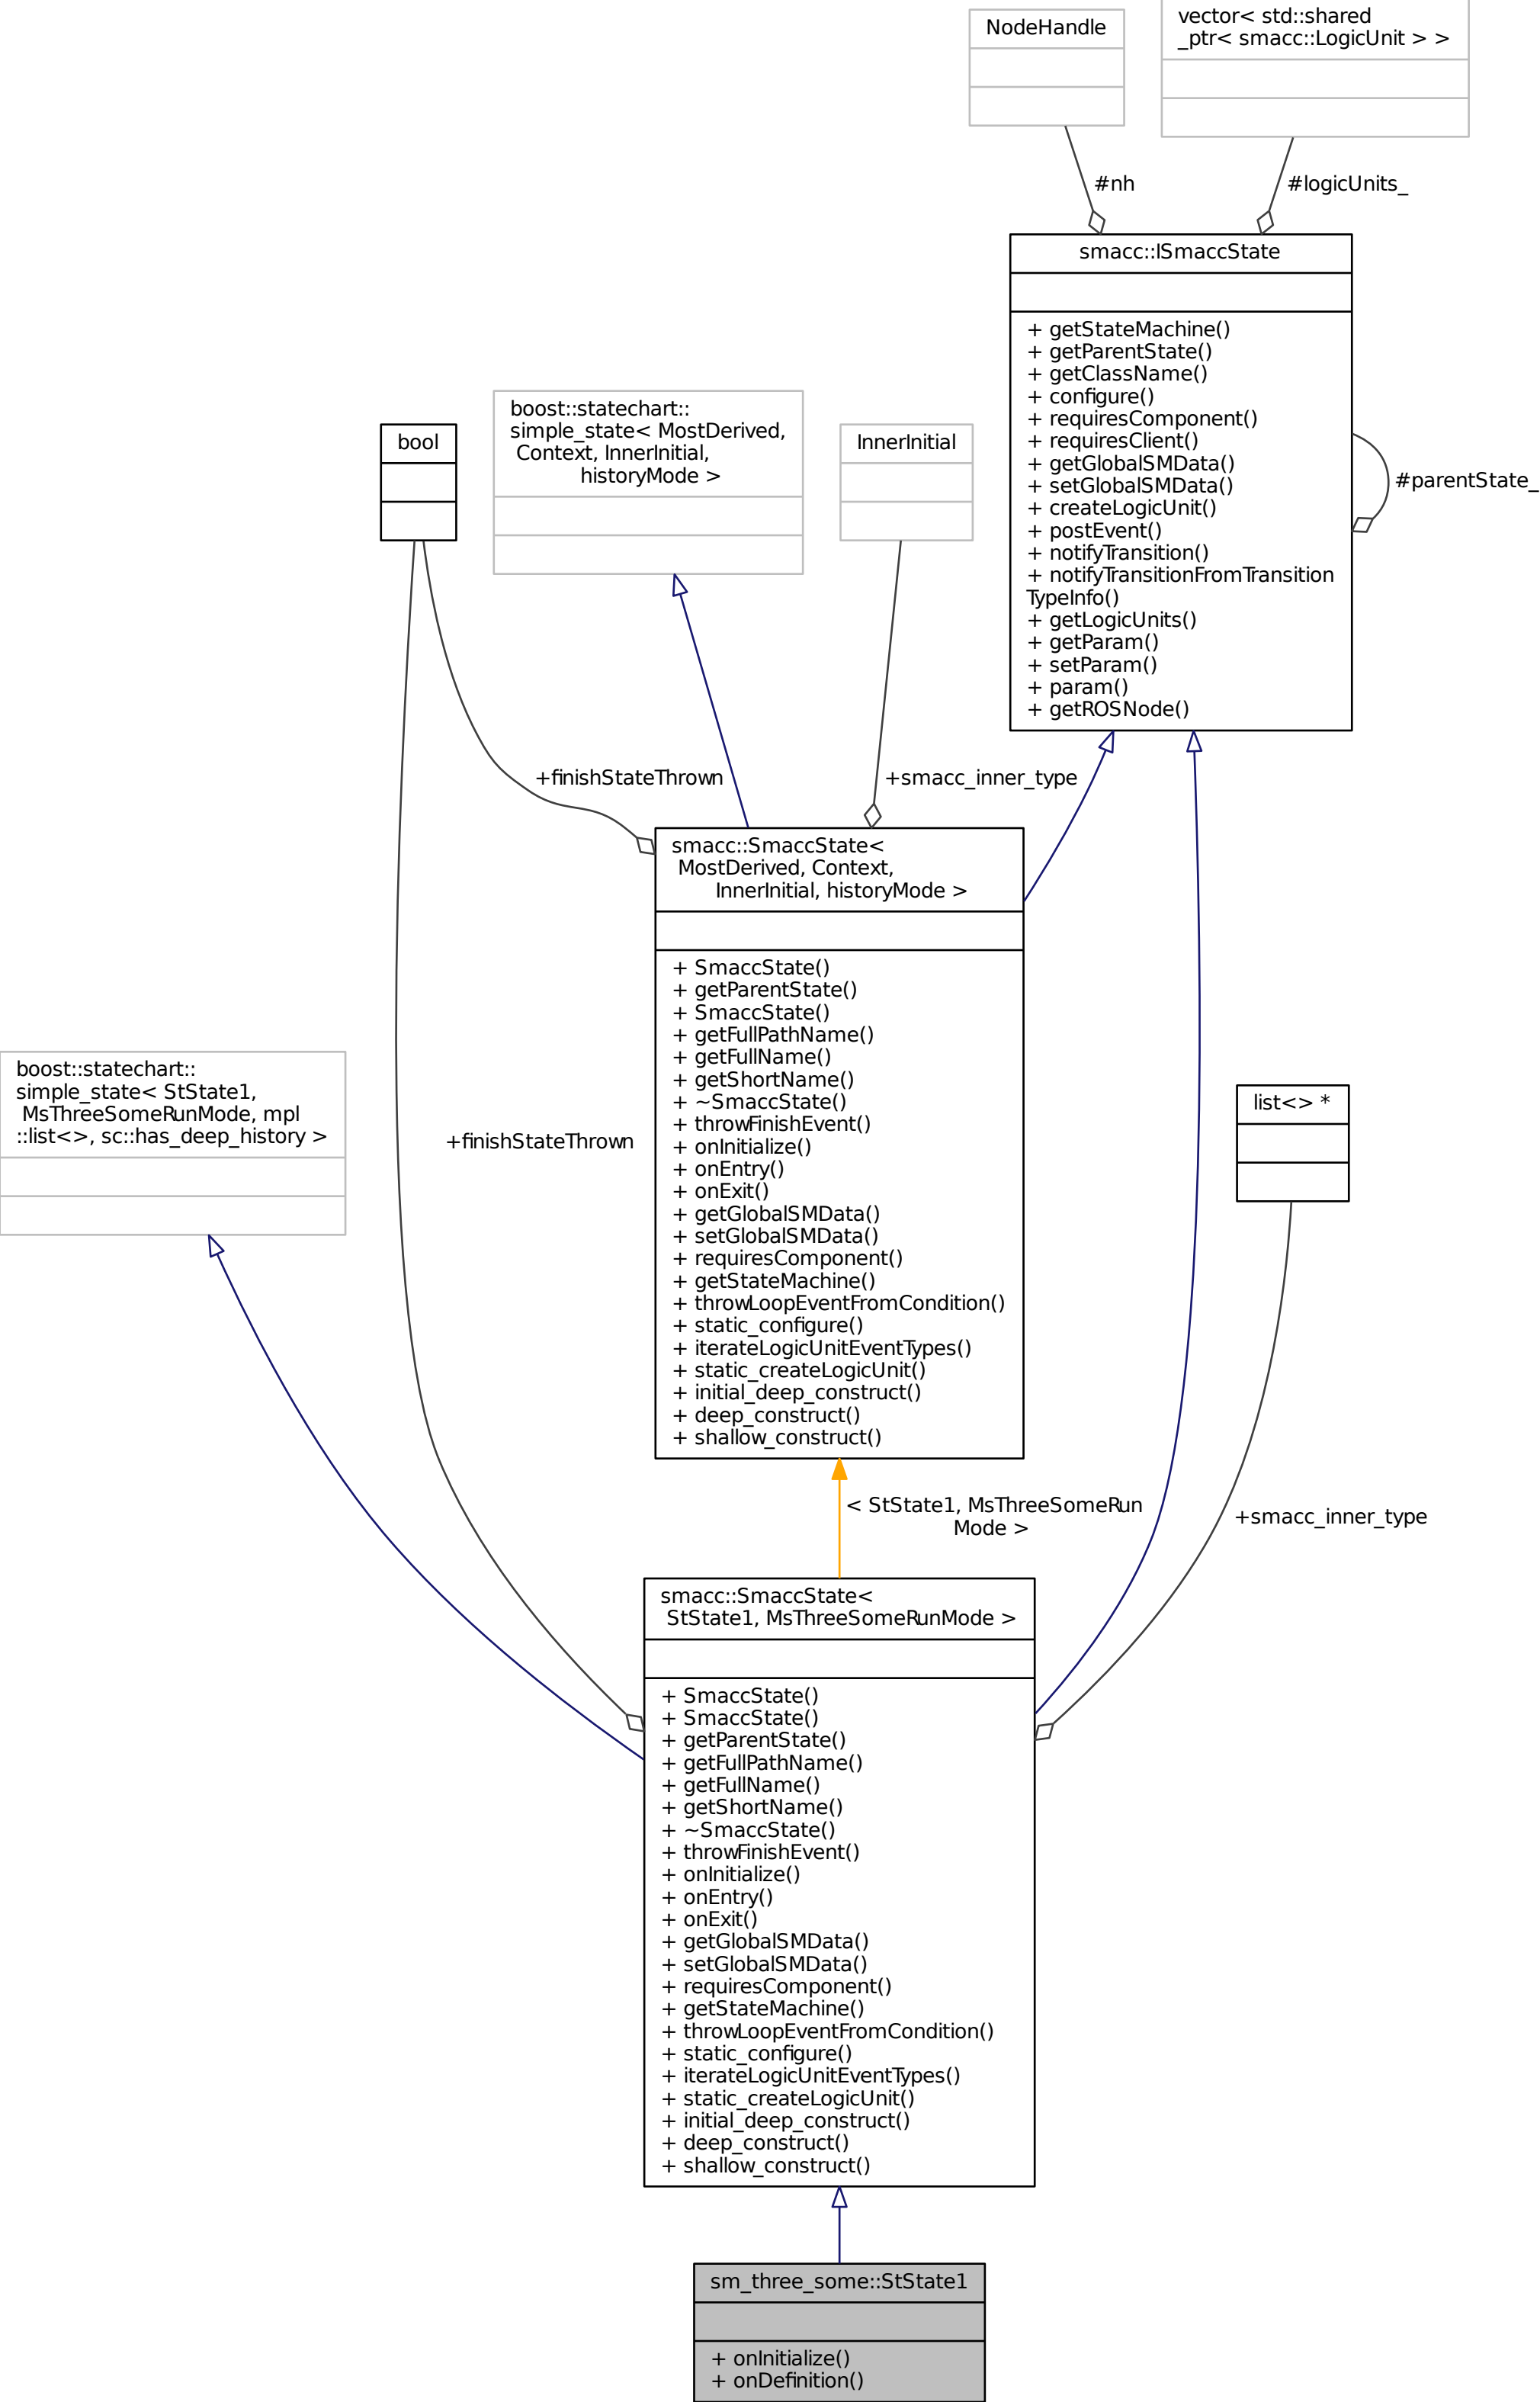 NodeHandle
vector< std::shared
_ptr< smacc::LogicUnit > >
#nh
#logicUnits_
smacc::ISmaccState
+ getStateMachine()
+ getParentState()
+ getClassName()
+ configure()
+ requiresComponent()
+ requiresClient()
+ getGlobalSMData()
+ setGlobalSMData()
+ createLogicUnit()
+ postEvent()
+ notifyTransition()
+ notifyTransitionFromTransition
TypeInfo()
+ getLogicUnits()
+ getParam()
+ setParam()
+ param()
+ getROSNode()
#parentState_
bool
boost::statechart::
simple_state< MostDerived,
Context, InnerInitial,
historyMode >
InnerInitial
+finishStateThrown
+smacc_inner_type
smacc::SmaccState<
MostDerived, Context,
InnerInitial, historyMode >
+ SmaccState()
+ getParentState()
+ SmaccState()
+ getFullPathName()
+ getFullName()
+ getShortName()
+ ~SmaccState()
+ throwFinishEvent()
+ onInitialize()
+ onEntry()
+ onExit()
+ getGlobalSMData()
+ setGlobalSMData()
+ requiresComponent()
+ getStateMachine()
+ throwLoopEventFromCondition()
+ static_configure()
+ iterateLogicUnitEventTypes()
+ static_createLogicUnit()
+ initial_deep_construct()
+ deep_construct()
+ shallow_construct()
boost::statechart::
simple_state< StState1,
MsThreeSomeRunMode, mpl
::list<>, sc::has_deep_history >
+finishStateThrown
list<> *
< StState1, MsThreeSomeRun
Mode >
+smacc_inner_type
smacc::SmaccState<
StState1, MsThreeSomeRunMode >
+ SmaccState()
+ SmaccState()
+ getParentState()
+ getFullPathName()
+ getFullName()
+ getShortName()
+ ~SmaccState()
+ throwFinishEvent()
+ onInitialize()
+ onEntry()
+ onExit()
+ getGlobalSMData()
+ setGlobalSMData()
+ requiresComponent()
+ getStateMachine()
+ throwLoopEventFromCondition()
+ static_configure()
+ iterateLogicUnitEventTypes()
+ static_createLogicUnit()
+ initial_deep_construct()
+ deep_construct()
+ shallow_construct()
sm_three_some::StState1
+ onInitialize()
+ onDefinition()